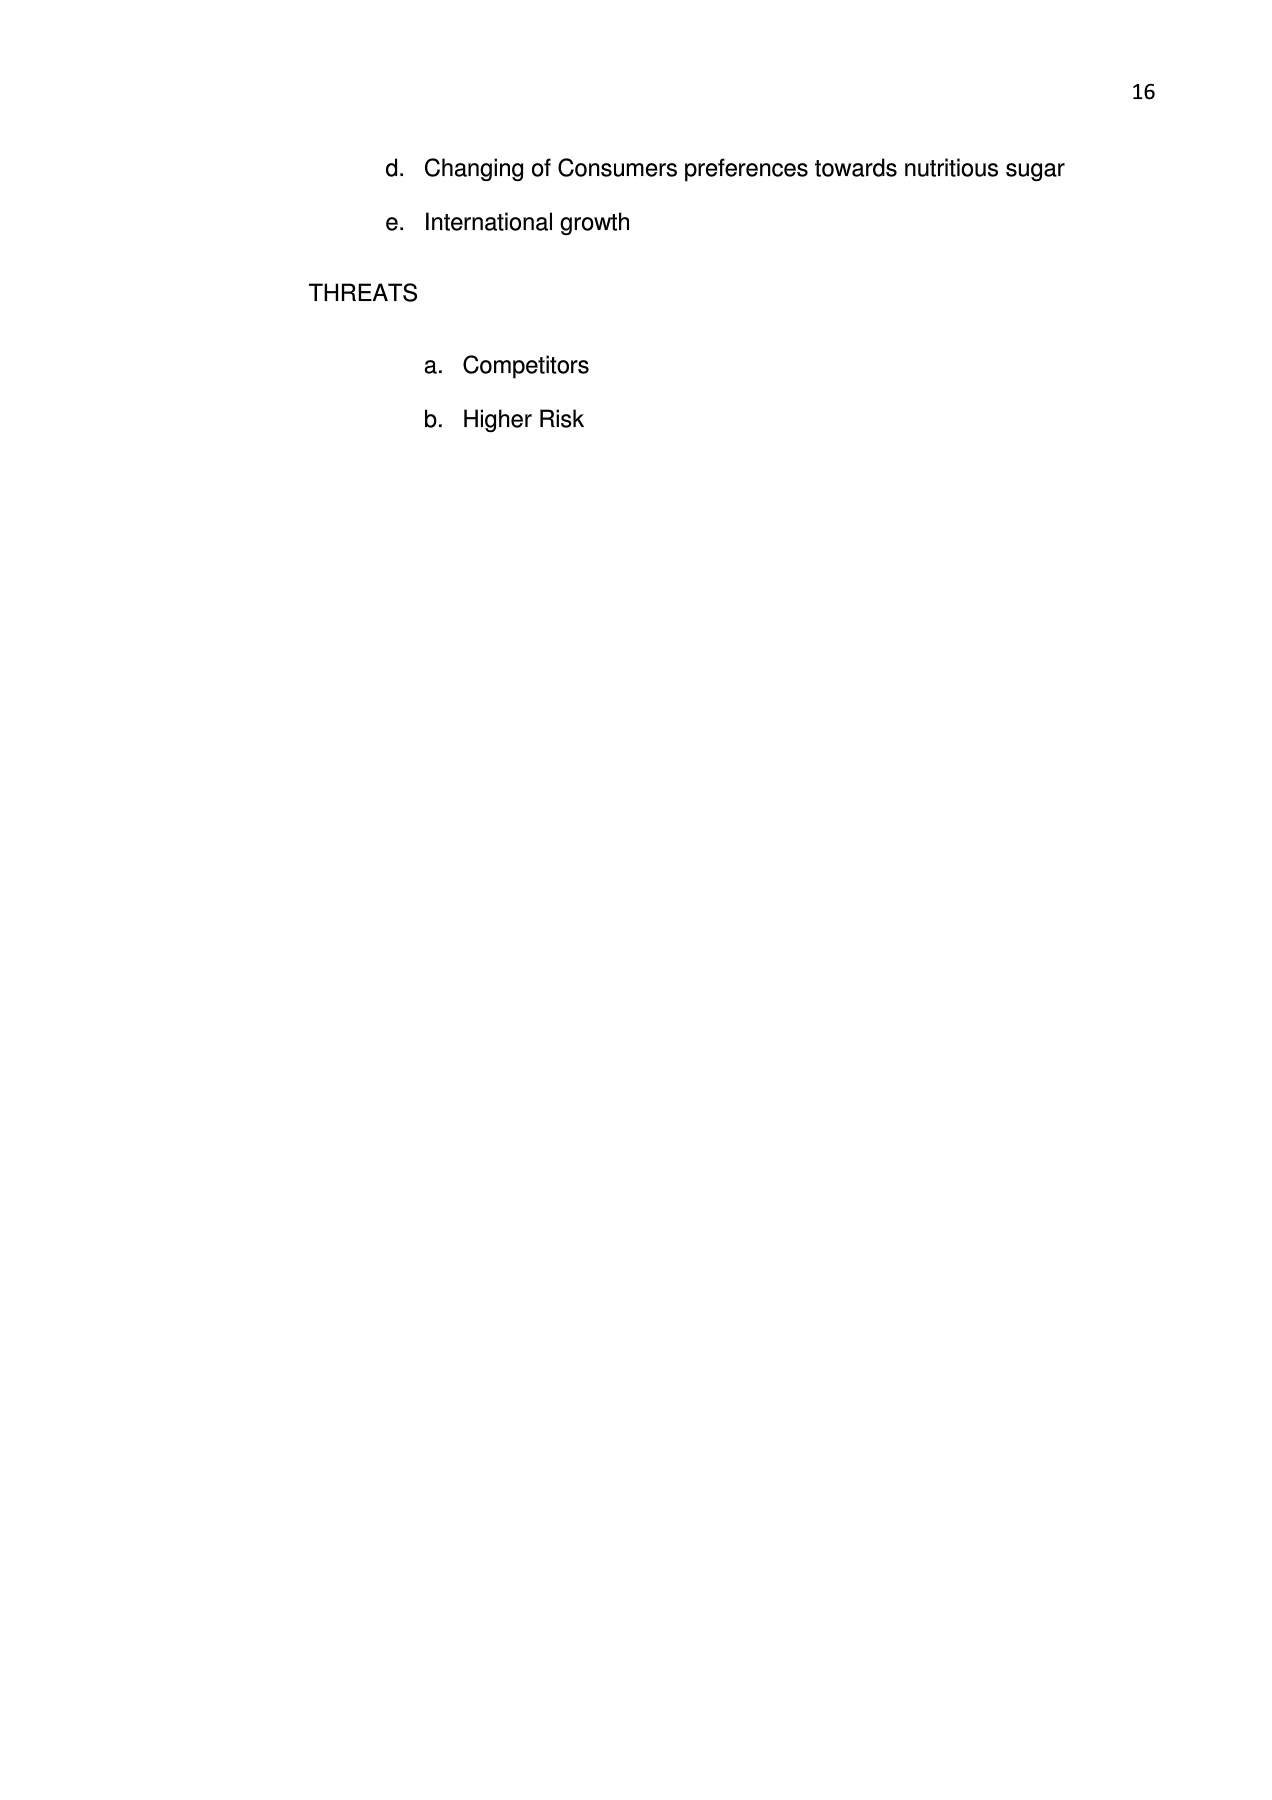 16
d. Changing of Consumers preferences towards nutritious sugar
e. International growth
THREATS
a. Competitors
b. Higher Risk